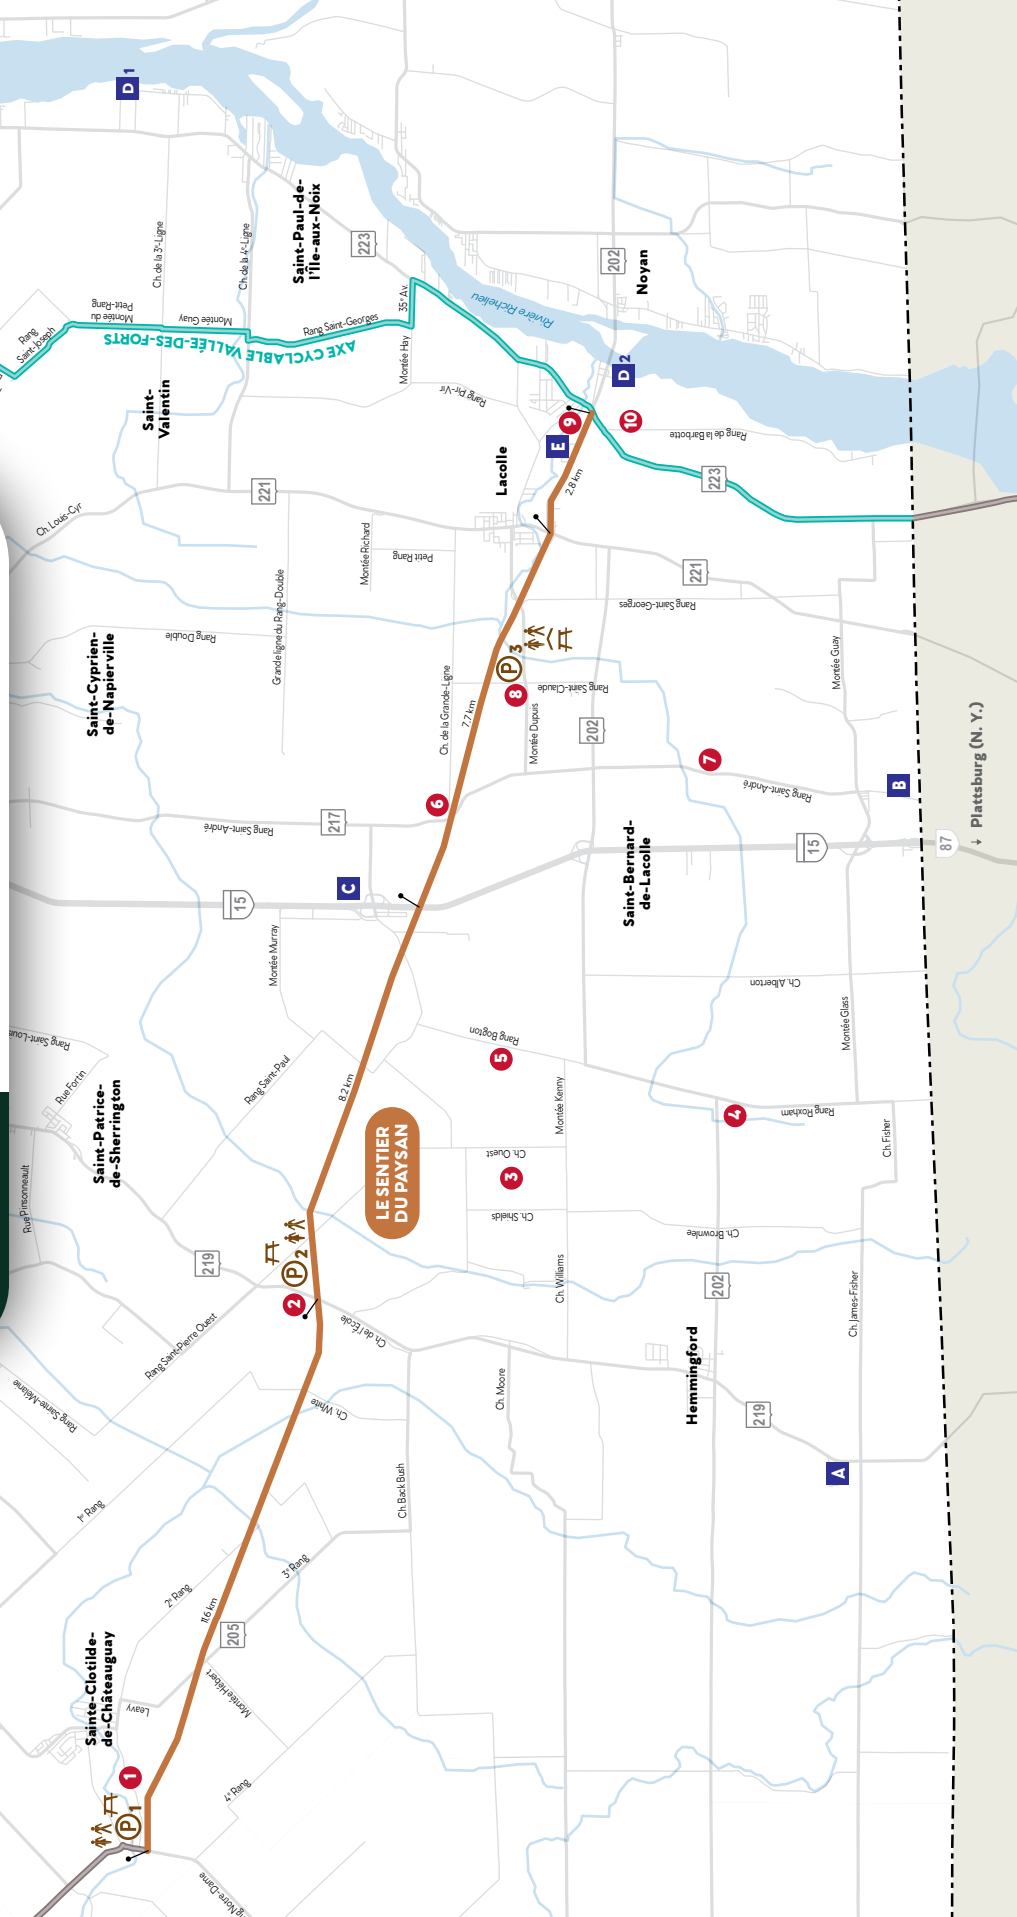 D 1
Ch. de la 3e-Ligne
Ch. de la 4e-Ligne
Saint-Paul-de-
l'Île-aux-Noix
223
202
Noyan
Rivière Richelieu
35e Av.
Rang Saint-Georges
Montée Guay
Montée du
Petit-Rang
Rang
Saint-Joseph
AXE CYCLABLE VALLÉE-DES-FORTS
Montée Hay
Rang Pir-Vir
Saint-
Valentin
D 2
9
10
E
Rang de la Barbotte
Lacolle
2.8 km
223
221
Ch. Louis-Cyr
Montée Richard
Petit Rang
Grande ligne du Rang-Double
Rang Double
221
Rang Saint-Georges
Saint-Cyprien-
de-Napierville
P 3
8
Rang Saint-Claude
Montée Guay
Ch. de la Grande-Ligne
7.7 km
Montée Dupuis
202
7
Rang Saint-André
B
Plattsburg (N. Y.)
6
217
Rang Saint-André
15
87
15
C
Saint-Bernard-
de-Lacolle
Montée Murray
Ch. Alberton
Montée Glass
Rang Saint-Louis
Rang Bogton
5
Rue Fortin
Rang Saint-Paul
8.2 km
Montée Kenny
4
Rang Roxham
Saint-Patrice-
de-Sherrington
Ch. Fisher
Rue Pinsonneault
LE SENTIER
DU PAYSAN
Ch. Ouest
3
Ch. Shields
Ch. Brownlee
219
P 2
2
Ch. Williams
202
Ch. James-Fisher
Rang Saint-Pierre Ouest
Ch. de l'École
Ch. Moore
Hemmingford
Rang Sainte-Mélanie
Ch. White
219
Ch. Back Bush
A
1er Rang
3e Rang
2e Rang
11.6 km
205
Sainte-Clotilde-
de-Châteauguay
Leavy
Montée Hébert
1
P 1
4e Rang